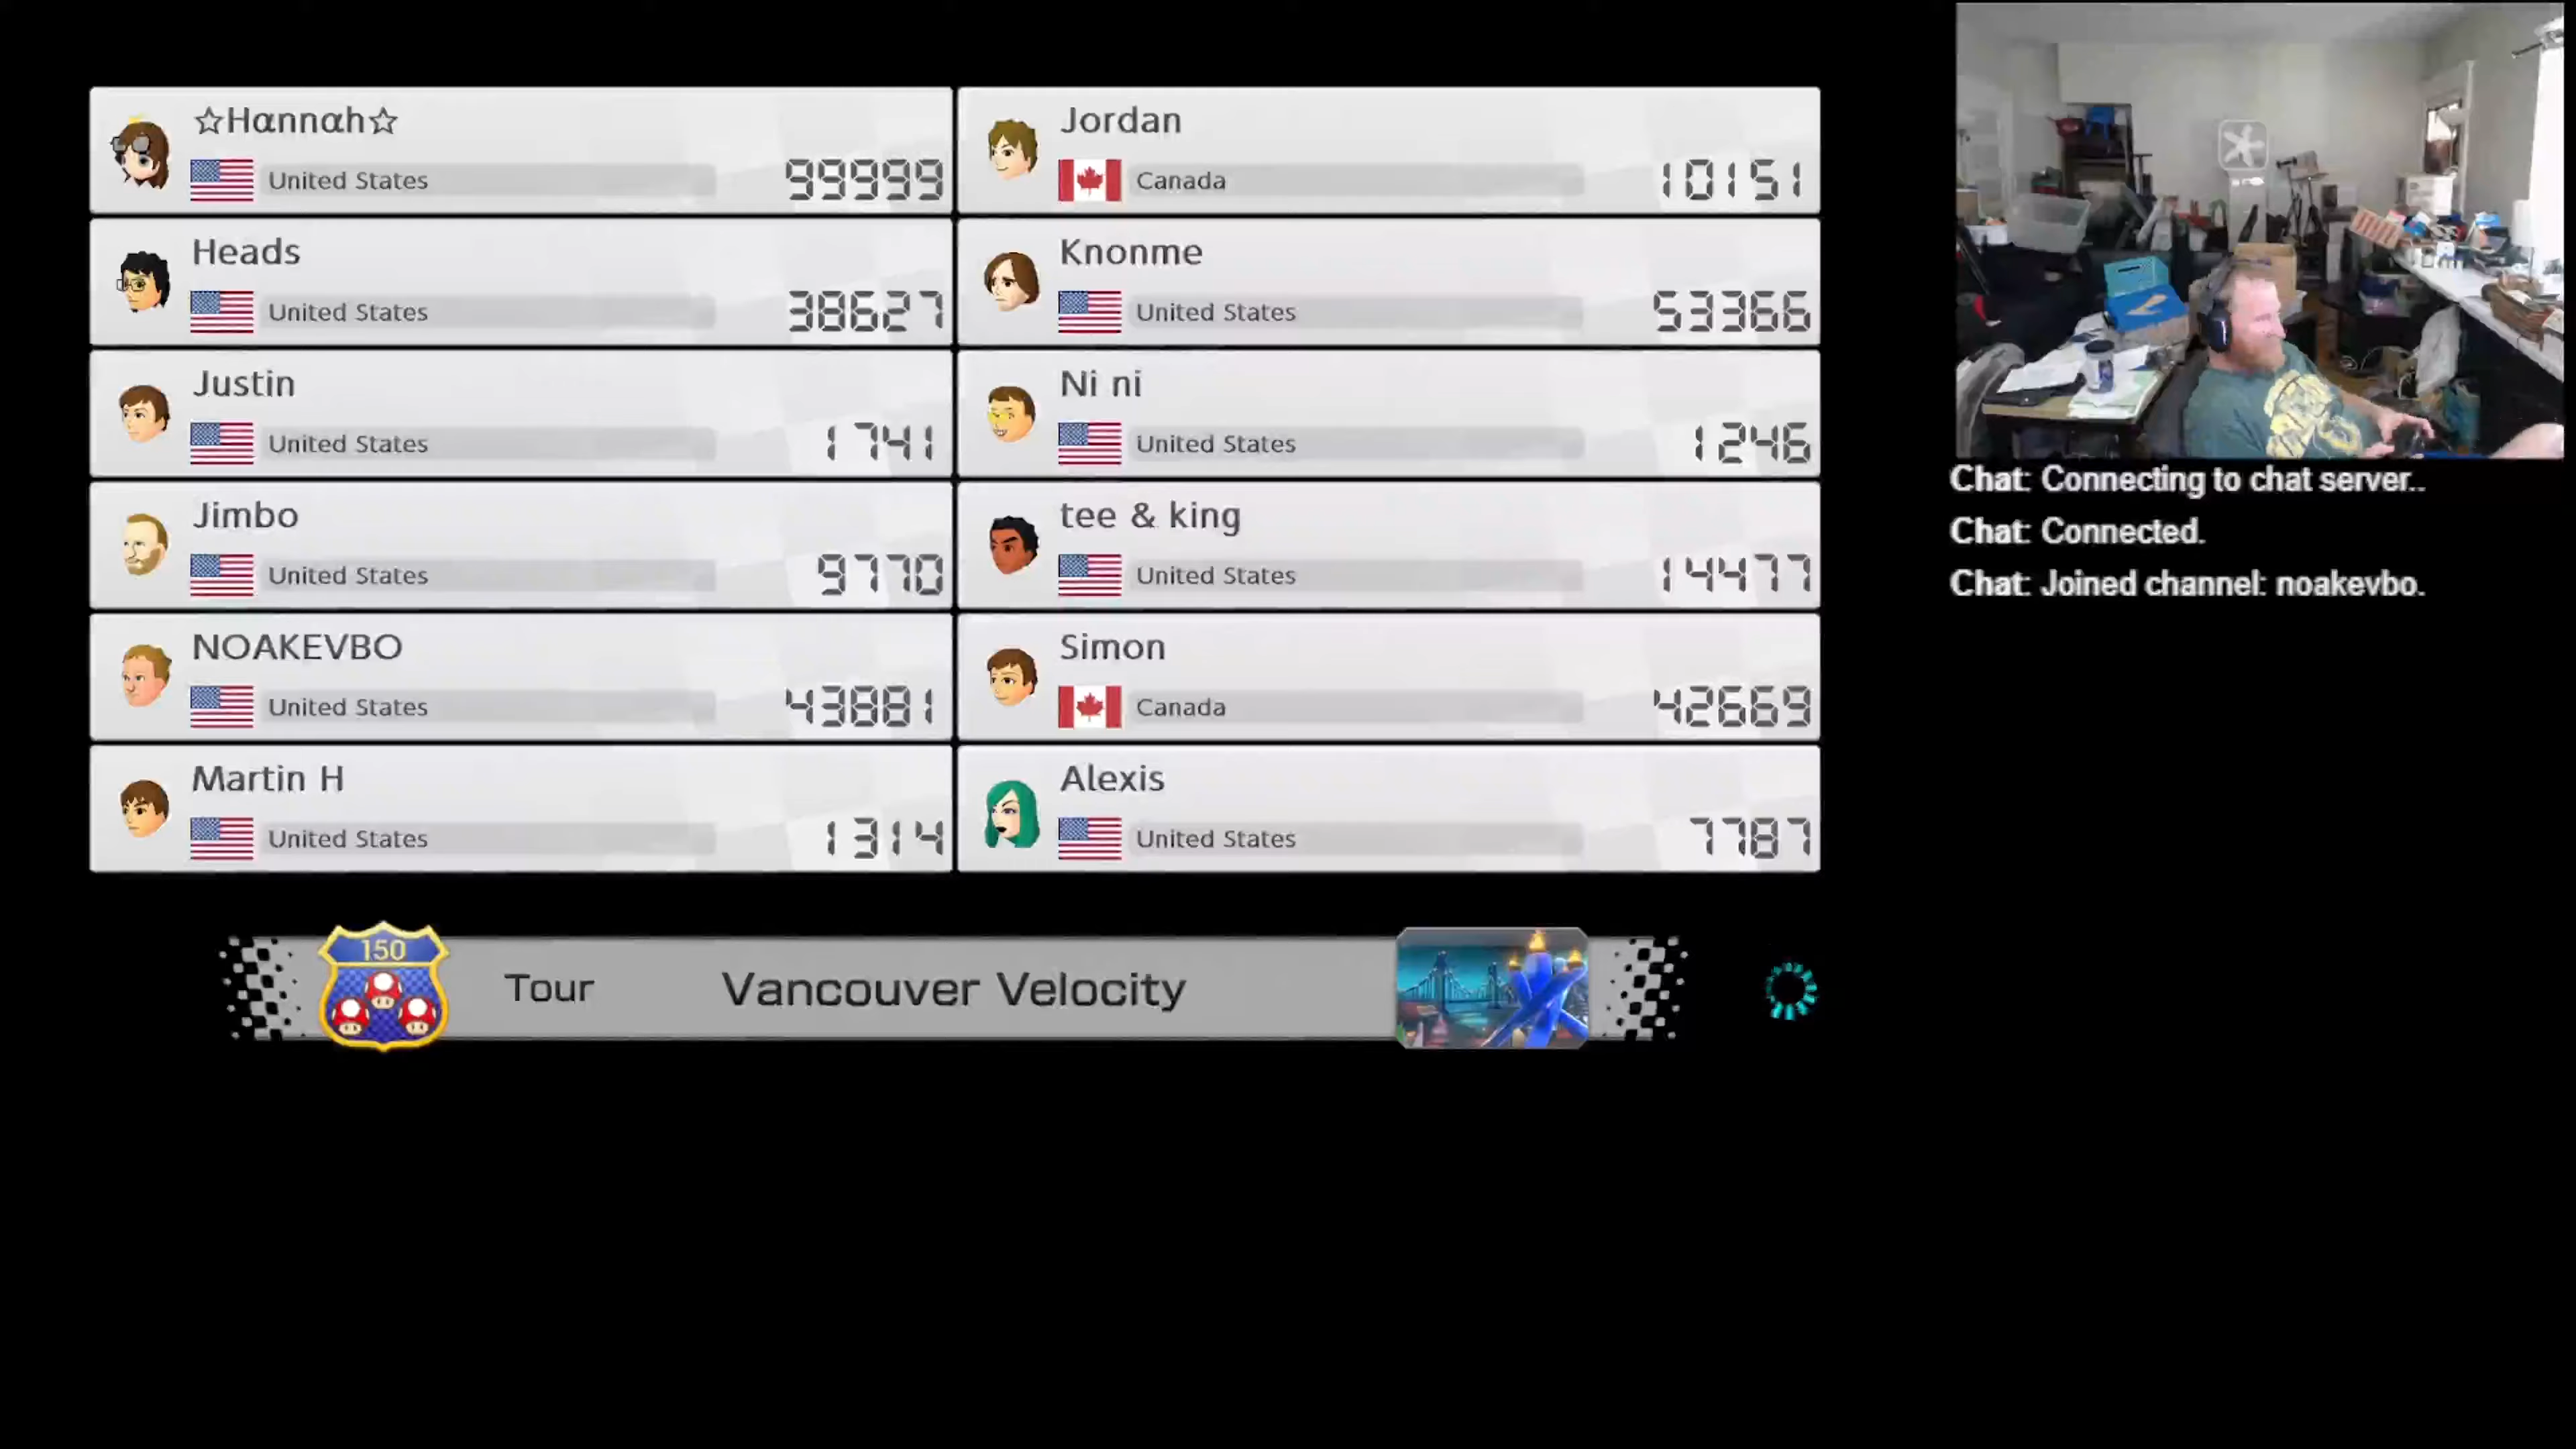 ☆Hαnnαh☆
United States 99999
Jordan
Canada 10151
Heads
United States 38627
Knonme
United States 53366
Justin
United States 1741
Ni ni
United States 1246
Jimbo
United States 9770
tee & king
United States 14477
NOAKEVBO
United States 43881
Simon
Canada 42669
Martin H
United States 1314
Alexis
United States 7787
150
Tour Vancouver Velocity
Chat: Connecting to chat server..
Chat: Connected.
Chat: Joined channel: noakevbo.